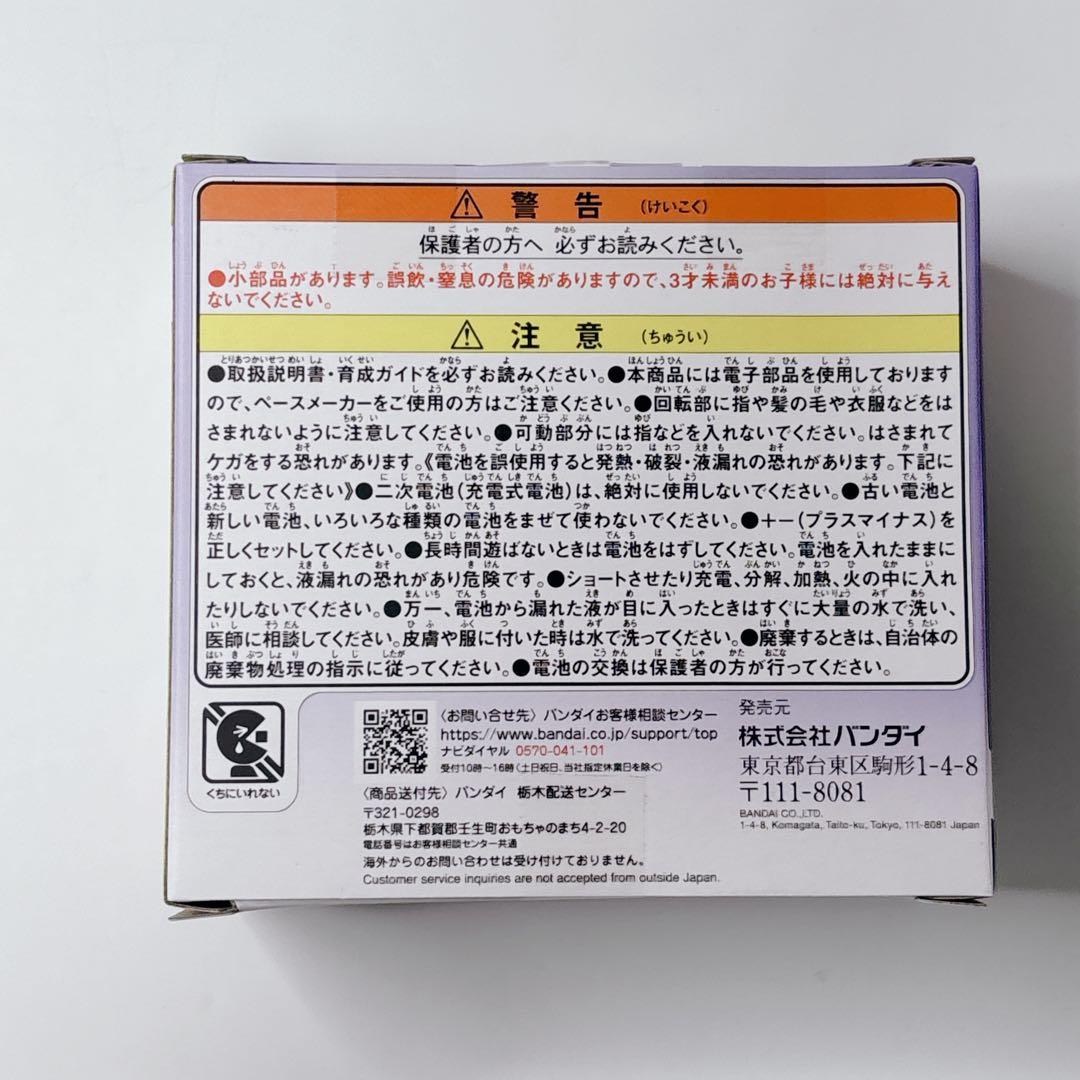 警告 (けいこく)
保護者の方へ 必ずお読みください。
●小部品があります。誤飲・窒息の危険がありますので、3才未満のお子様には絶対に与え
ないでください。
注意 (ちゅうい)
●取扱説明書・育成ガイドを必ずお読みください。●本商品には電子部品を使用しております
ので、ペースメーカーをご使用の方はご注意ください。●回転部に指や髪の毛や衣服などをは
さまれないように注意してください。●可動部分には指などを入れないでください。はさまれて
ケガをする恐れがあります。《電池を誤使用すると発熱・破裂・液漏れの恐れがあります。下記に
注意してください》●二次電池(充電式電池)は、絶対に使用しないでください。●古い電池と
新しい電池、いろいろな種類の電池をまぜて使わないでください。●+-(プラスマイナス)を
正しくセットしてください。●長時間遊ばないときは電池をはずしてください。電池を入れたままに
しておくと、液漏れの恐れがあり危険です。●ショートさせたり充電、分解、加熱、火の中に入れ
たりしないでください。●万一、電池から漏れた液が目に入ったときはすぐに大量の水で洗い、
医師に相談してください。皮膚や服に付いた時は水で洗ってください。●廃棄するときは、自治体の
廃棄物処理の指示に従ってください。●電池の交換は保護者の方が行ってください。
くちにいれない
〈お問い合せ先〉バンダイお客様相談センター
https://www.bandai.co.jp/support/top
ナビダイヤル 0570-041-101
受付10時~16時(土日祝日、当社指定休業日を除く)
〈商品送付先〉バンダイ 栃木配送センター
〒321-0298
栃木県下都賀郡壬生町おもちゃのまち4-2-20
電話番号はお客様相談センター共通
海外からのお問い合わせは受け付けておりません。
Customer service inquiries are not accepted from outside Japan.
発売元
株式会社バンダイ
東京都台東区駒形1-4-8
〒111-8081
BANDAI CO.,LTD.
1-4-8, Komagata, Taito-ku, Tokyo, 111-8081 Japan